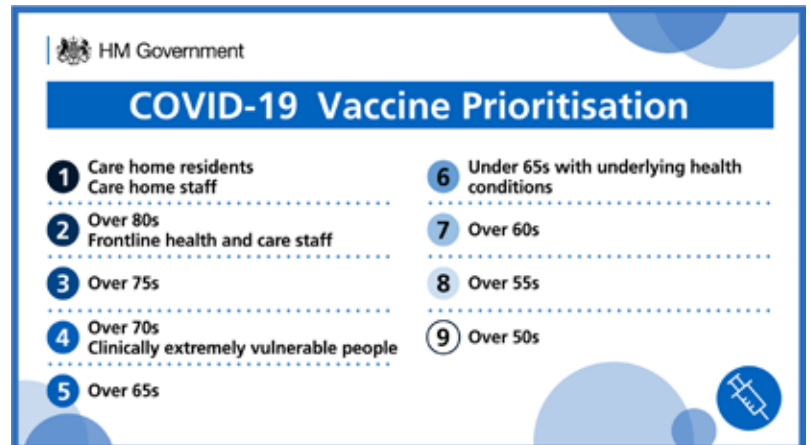 HM Government
COVID-19 Vaccine Prioritisation
1 Care home residents
Care home staff
2 Over 80s
Frontline health and care staff
3 Over 75s
4 Over 70s
Clinically extremely vulnerable people
5 Over 65s
6 Under 65s with underlying health
conditions
7 Over 60s
8 Over 55s
9 Over 50s